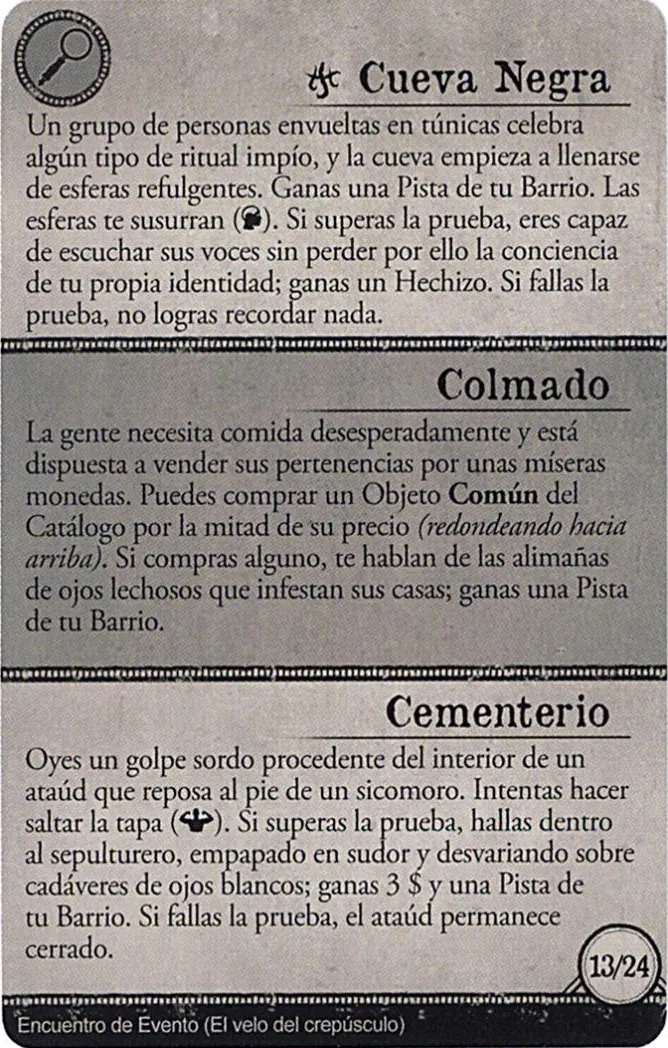 Cueva Negra
Un grupo de personas envueltas en túnicas celebra
algún tipo de ritual impío, y la cueva empieza a llenarse
de esferas refulgentes. Ganas una Pista de tu Barrio. Las
esferas te susurran (). Si superas la prueba, eres capaz
de escuchar sus voces sin perder por ello la conciencia
de tu propia identidad; ganas un Hechizo. Si fallas la
prueba, no logras recordar nada.
Colmado
La gente necesita comida desesperadamente y está
dispuesta a vender sus pertenencias por unas míseras
monedas. Puedes comprar un Objeto Común del
Catálogo por la mitad de su precio (redondeando hacia
arriba). Si compras alguno, te hablan de las alimañas
de ojos lechosos que infestan sus casas; ganas una Pista
de tu Barrio.
Cementerio
Oyes un golpe sordo procedente del interior de un
ataúd que reposa al pie de un sicomoro. Intentas hacer
saltar la tapa (). Si superas la prueba, hallas dentro
al sepulturero, empapado en sudor y desvariando sobre
cadáveres de ojos blancos; ganas 3 $ y una Pista de
tu Barrio. Si fallas la prueba, el ataúd permanece
cerrado.
13/24
Encuentro de Evento (El velo del crepúsculo)